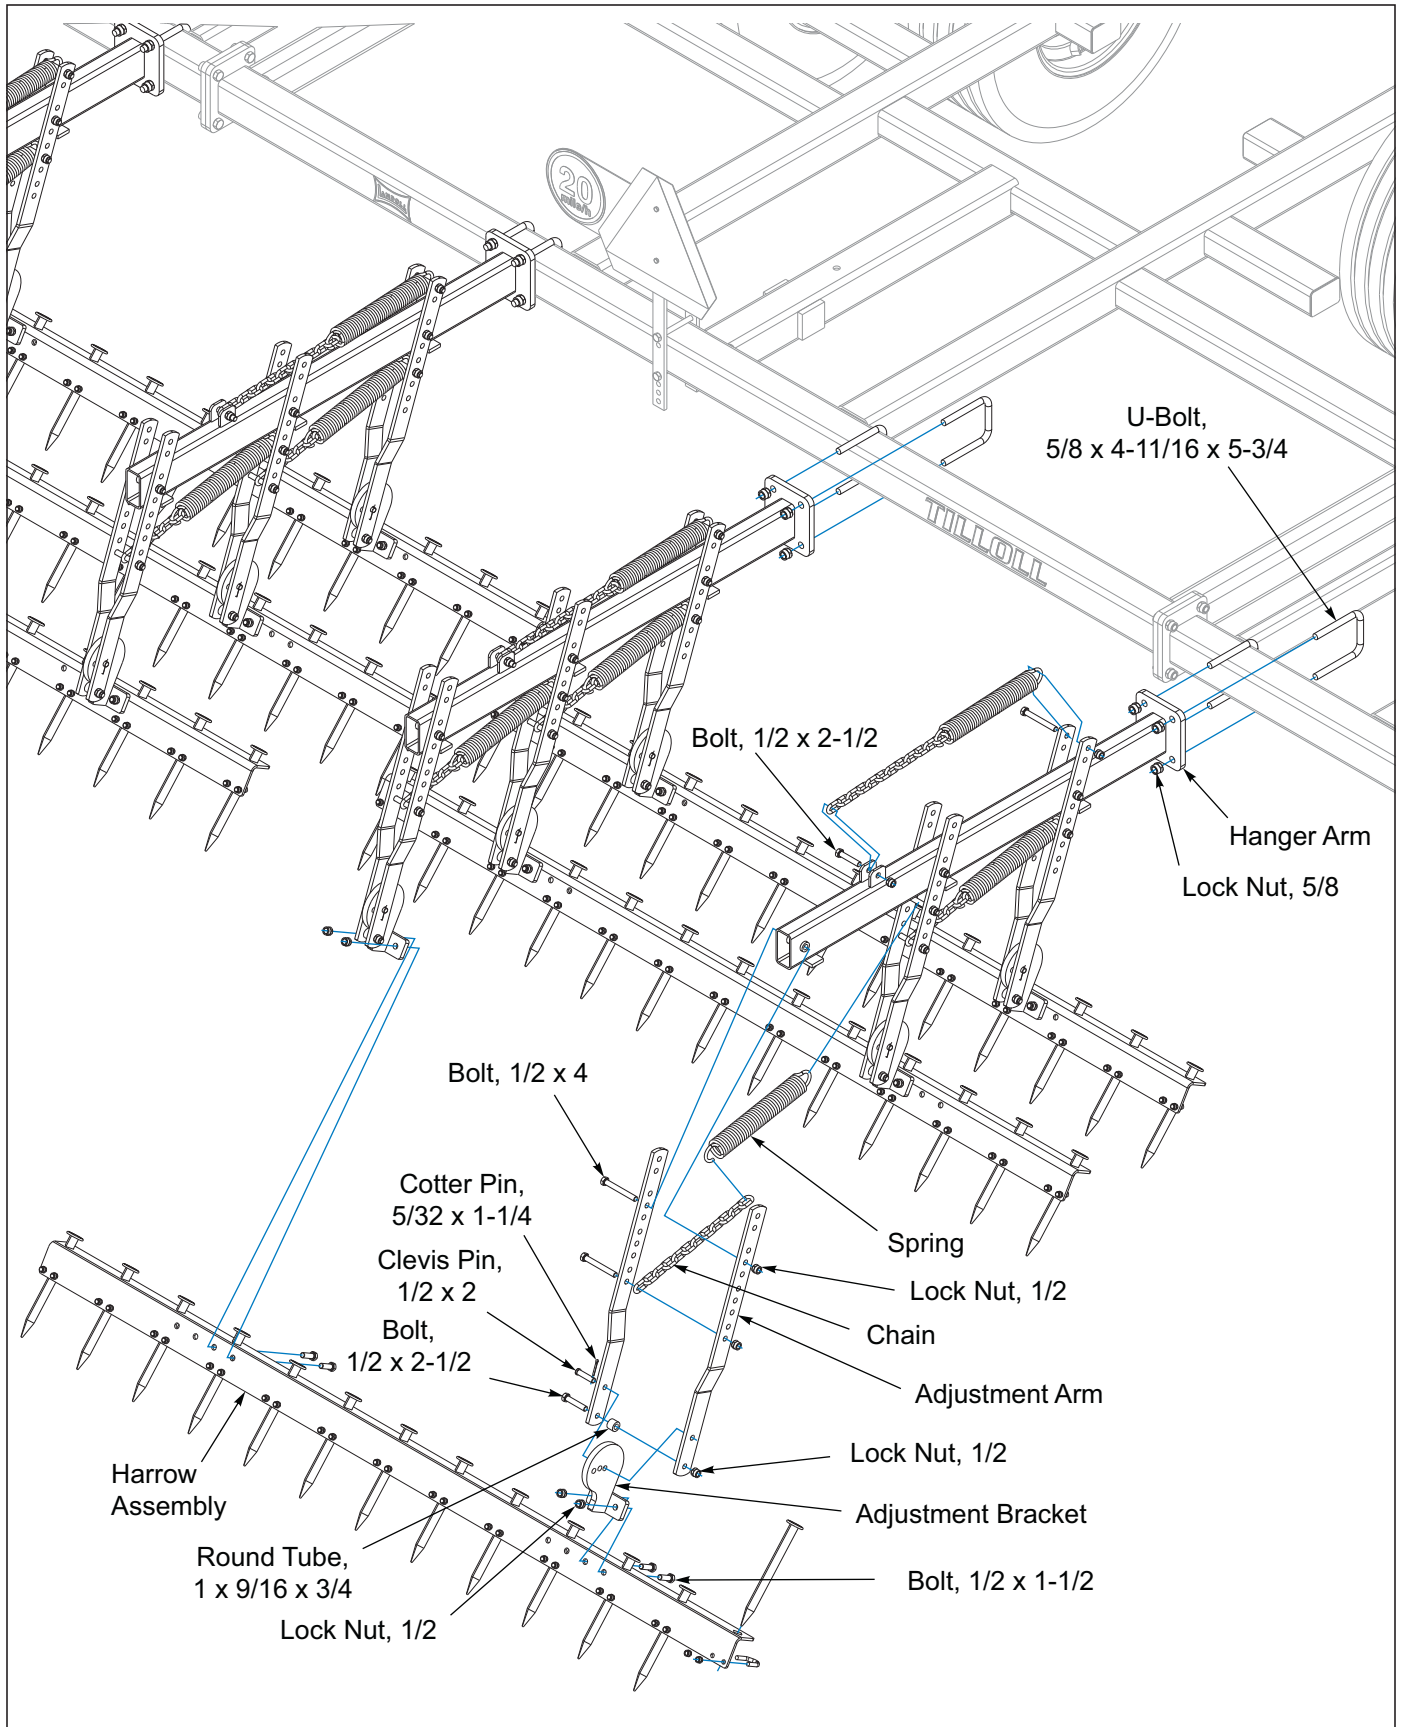 20
mile/h
LANDOLL
U-Bolt,
5/8 x 4-11/16 x 5-3/4
TILLOLL
Bolt, 1/2 x 2-1/2
Hanger Arm
Lock Nut, 5/8
Bolt, 1/2 x 4
Cotter Pin,
5/32 x 1-1/4
Clevis Pin,
1/2 x 2
Bolt,
1/2 x 2-1/2
Spring
Lock Nut, 1/2
Chain
Adjustment Arm
Lock Nut, 1/2
Harrow
Assembly
Adjustment Bracket
Round Tube,
1 x 9/16 x 3/4
Bolt, 1/2 x 1-1/2
Lock Nut, 1/2